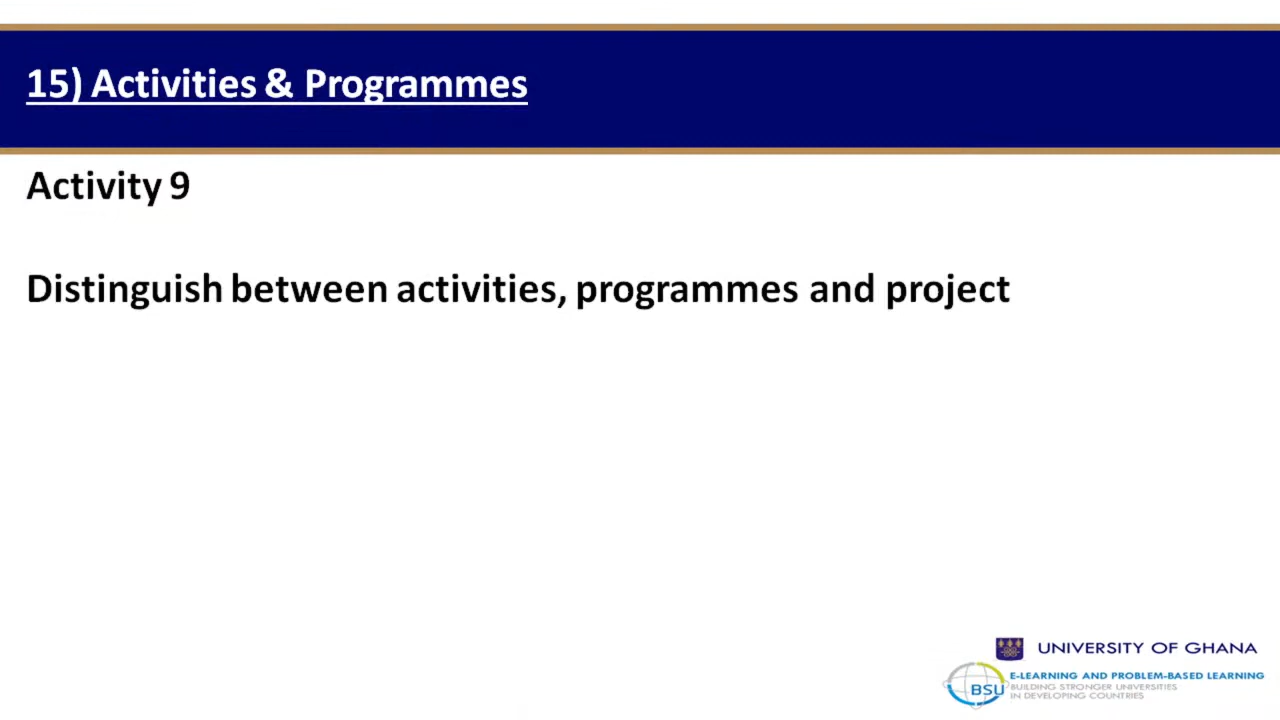 15) Activities & Programmes
Activity 9
Distinguish between activities, programmes and project
UNIVERSITY OF GHANA
BSU
E-LEARNING AND PROBLEM-BASED LEARNING
BUILDING STRONGER UNIVERSITIES
IN DEVELOPING COUNTRIES